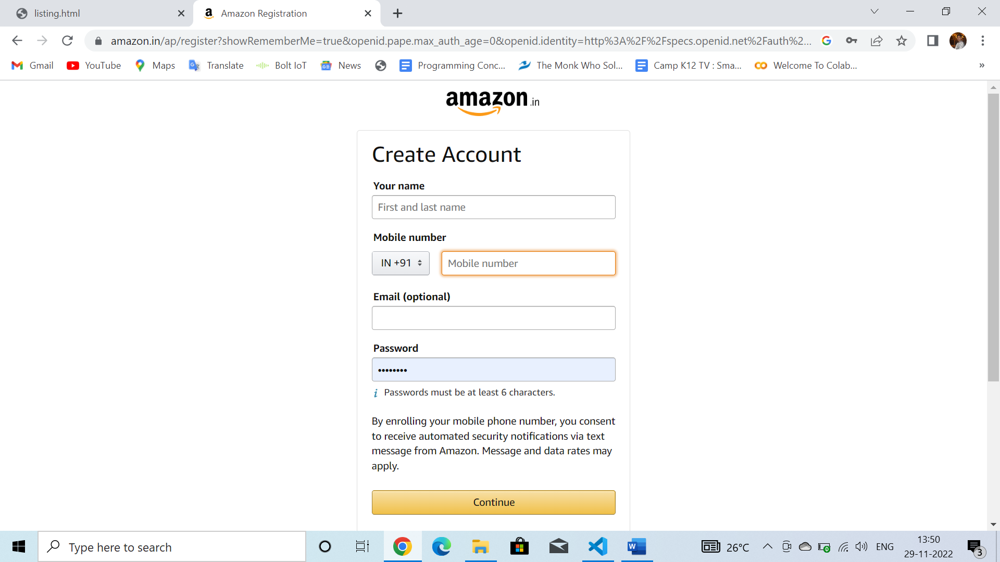 listing.html
Amazon Registration
amazon.in/ap/register?showRememberMe=true&openid.pape.max_auth_age=0&openid.identity=http%3A%2F%2Fspecs.openid.net%2Fauth%2...
Gmail
YouTube
Maps
Translate
Bolt IoT
News
Programming Conc...
The Monk Who Sol...
Camp K12 TV : Sma...
Welcome To Colab...
»
amazon.in
Create Account
Your name
First and last name
Mobile number
IN +91
Mobile number
Email (optional)
Password
••••••••
i Passwords must be at least 6 characters.
By enrolling your mobile phone number, you consent
to receive automated security notifications via text
message from Amazon. Message and data rates may
apply.
Continue
Type here to search
26°C
ENG
13:50
29-11-2022
3